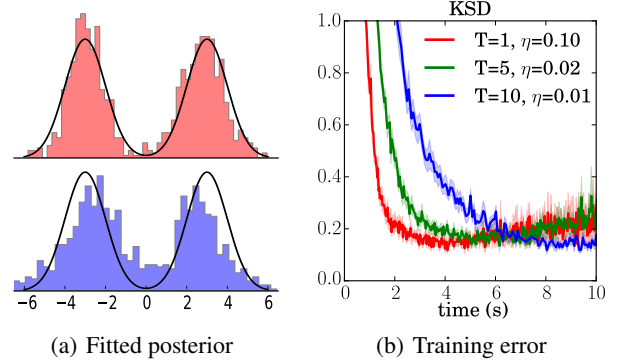 KSD
T=1, η=0.10
T=5, η=0.02
T=10, η=0.01
1.0
0.8
0.6
0.4
0.2
0.0
−6 −4 −2 0 2 4 6
0 2 4 6 8 10
time (s)
(a) Fitted posterior
(b) Training error